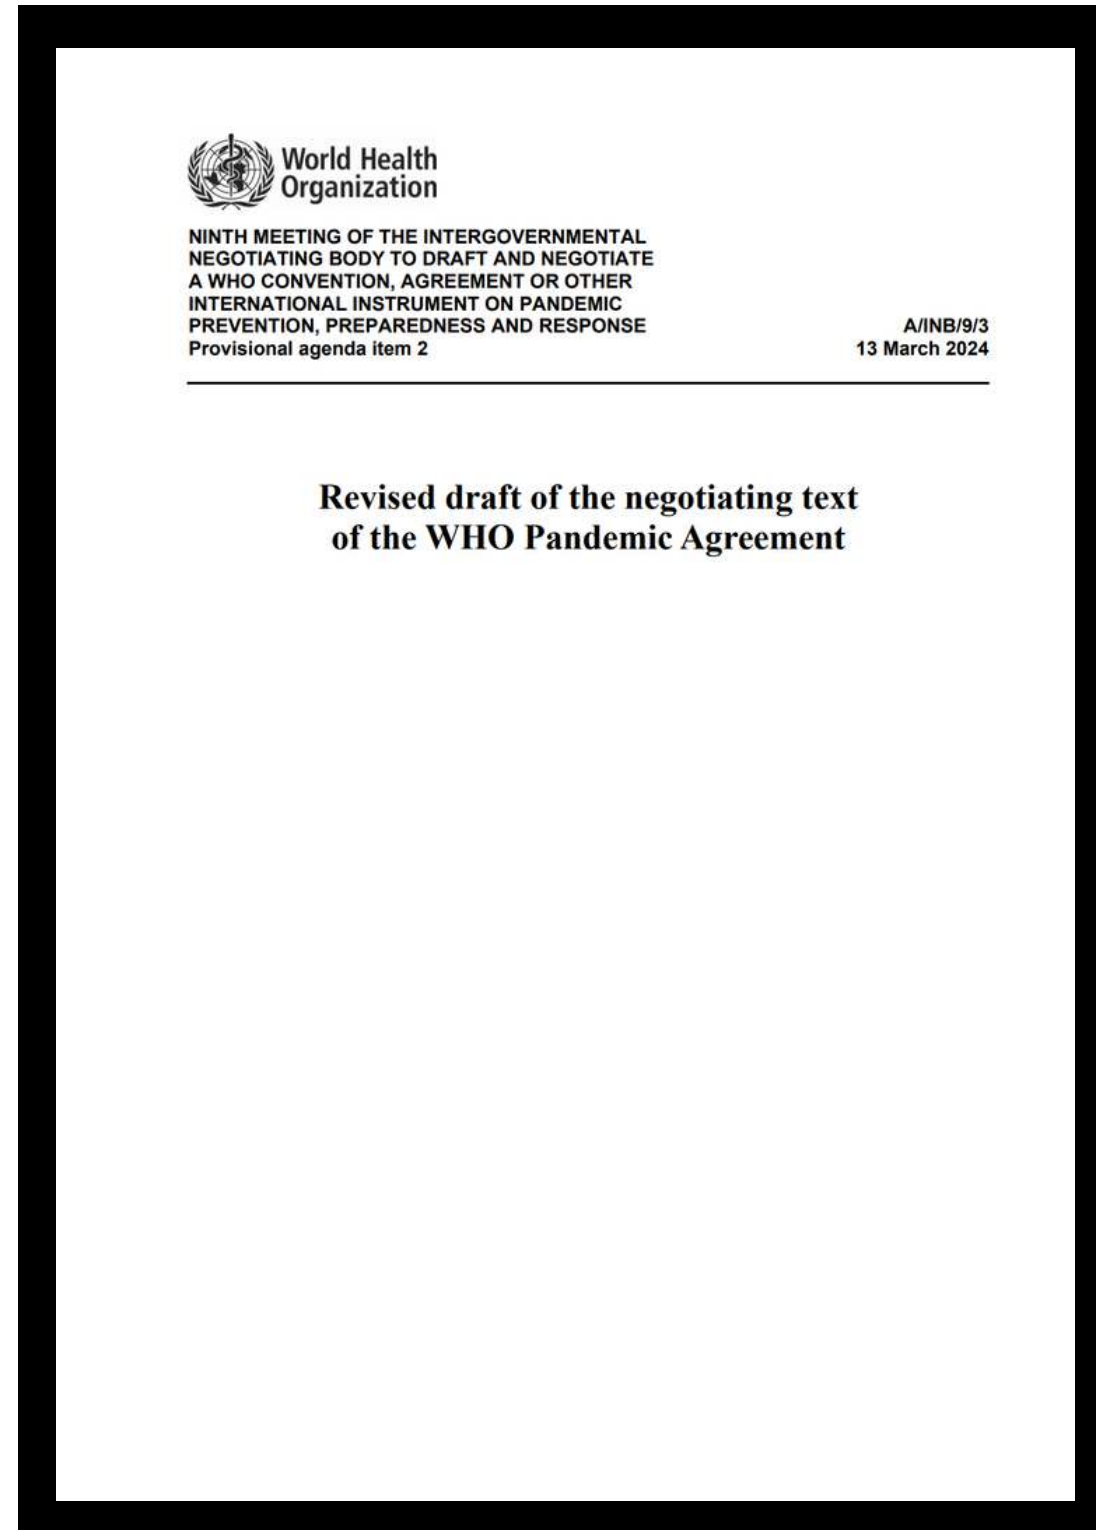 World Health
Organization
NINTH MEETING OF THE INTERGOVERNMENTAL
NEGOTIATING BODY TO DRAFT AND NEGOTIATE
A WHO CONVENTION, AGREEMENT OR OTHER
INTERNATIONAL INSTRUMENT ON PANDEMIC
PREVENTION, PREPAREDNESS AND RESPONSE A/INB/9/3
Provisional agenda item 2 13 March 2024
Revised draft of the negotiating text
of the WHO Pandemic Agreement